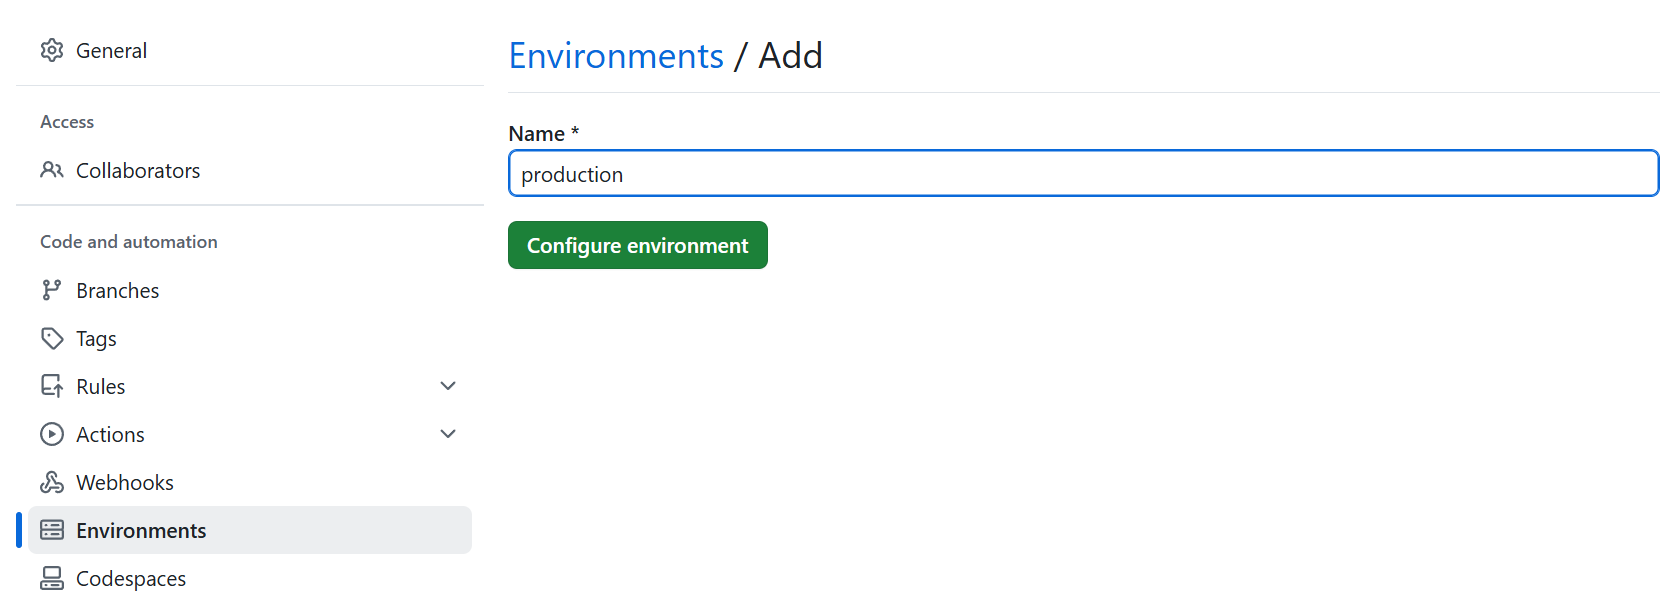 General
Access
Collaborators
Code and automation
Branches
Tags
Rules
Actions
Webhooks
Environments
Codespaces
Environments / Add
Name *
production
Configure environment